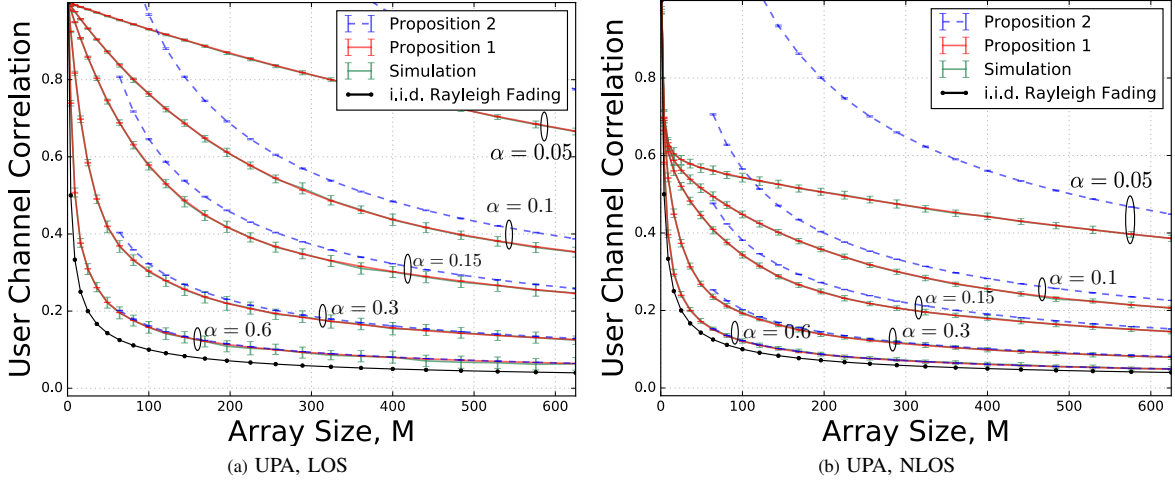 User Channel Correlation
0.8
0.6
0.4
0.2
0.0
0
100
200
300
400
500
600
Array Size, M
Proposition 2
Proposition 1
Simulation
i.i.d. Rayleigh Fading
α = 0.05
α = 0.1
α = 0.15
α = 0.3
α = 0.6
(a) UPA, LOS
User Channel Correlation
0.8
0.6
0.4
0.2
0.0
0
100
200
300
400
500
600
Array Size, M
Proposition 2
Proposition 1
Simulation
i.i.d. Rayleigh Fading
α = 0.05
α = 0.1
α = 0.15
α = 0.3
α = 0.6
(b) UPA, NLOS